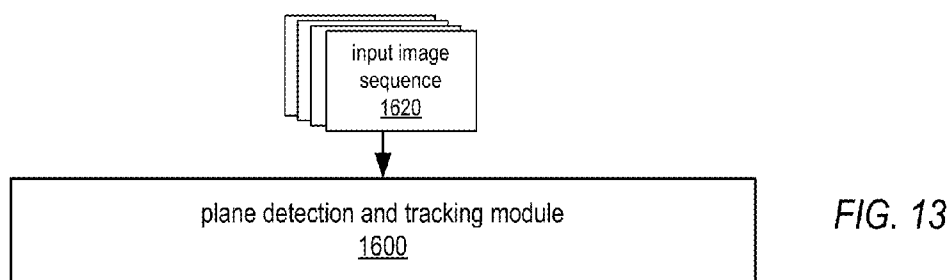 input image
sequence
1620
plane detection and tracking module
1600
FIG. 13